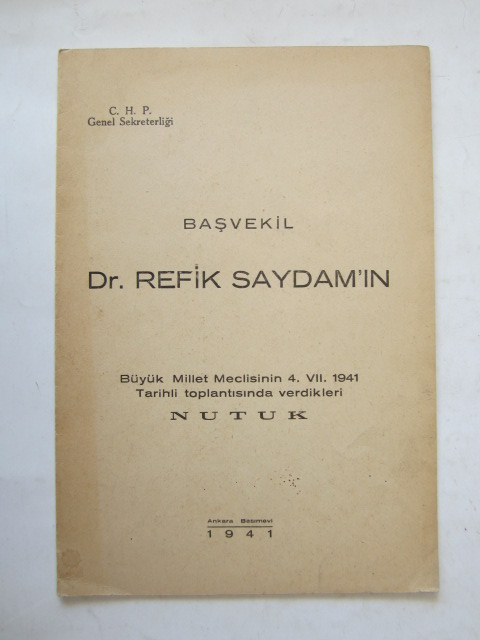 C. H. P.
Genel Sekreterliği
BAŞVEKİL
Dr. REFİK SAYDAM'IN
Büyük Millet Meclisinin 4. VII. 1941
Tarihli toplantısında verdikleri
NUTUK
Ankara Basımevi
1941